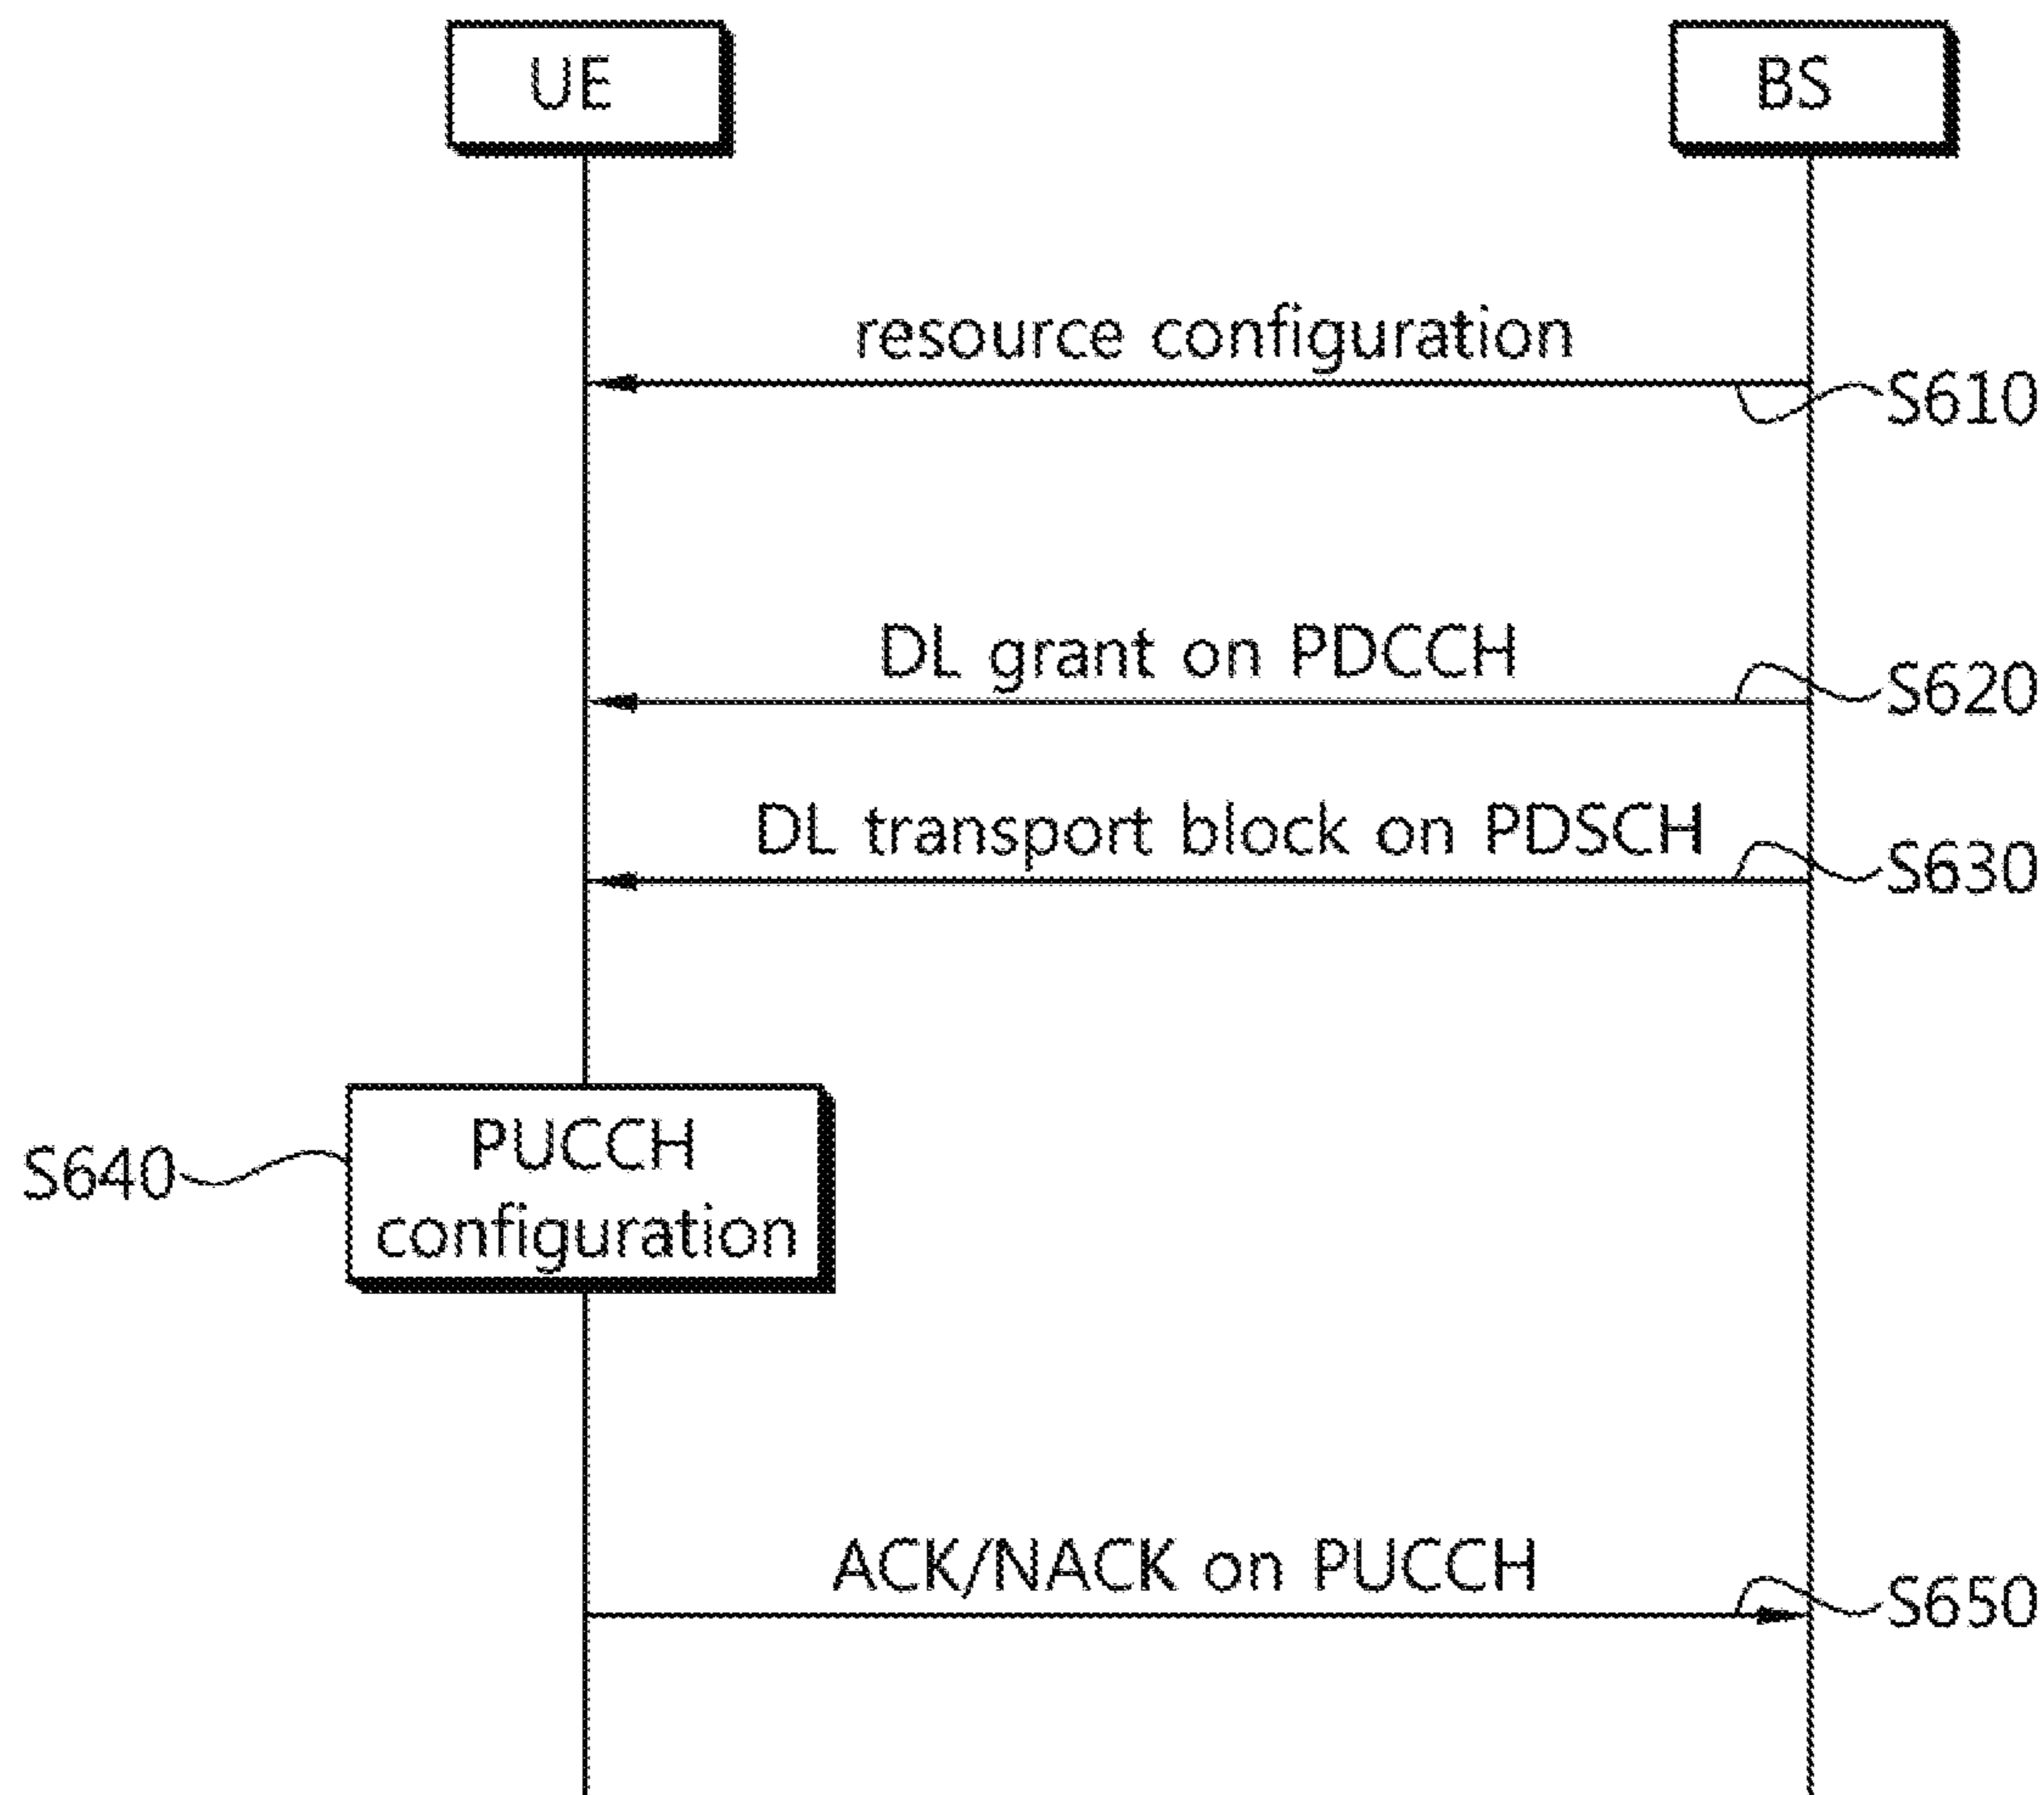 UE
BS
resource configuration
S610
DL grant on PDCCH
S620
DL transport block on PDSCH
S630
S640
PUCCH
configuration
ACK/NACK on PUCCH
S650